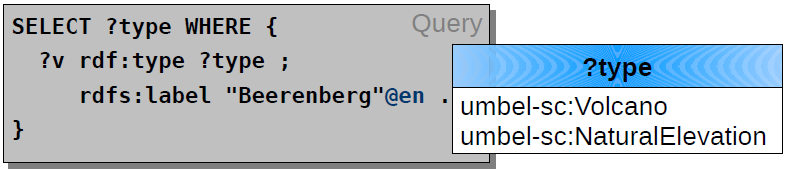 Query
SELECT ?type WHERE {
?v rdf:type ?type ;
rdfs:label "Beerenberg"@en .
}
?type
umbel-sc:Volcano
umbel-sc:NaturalElevation